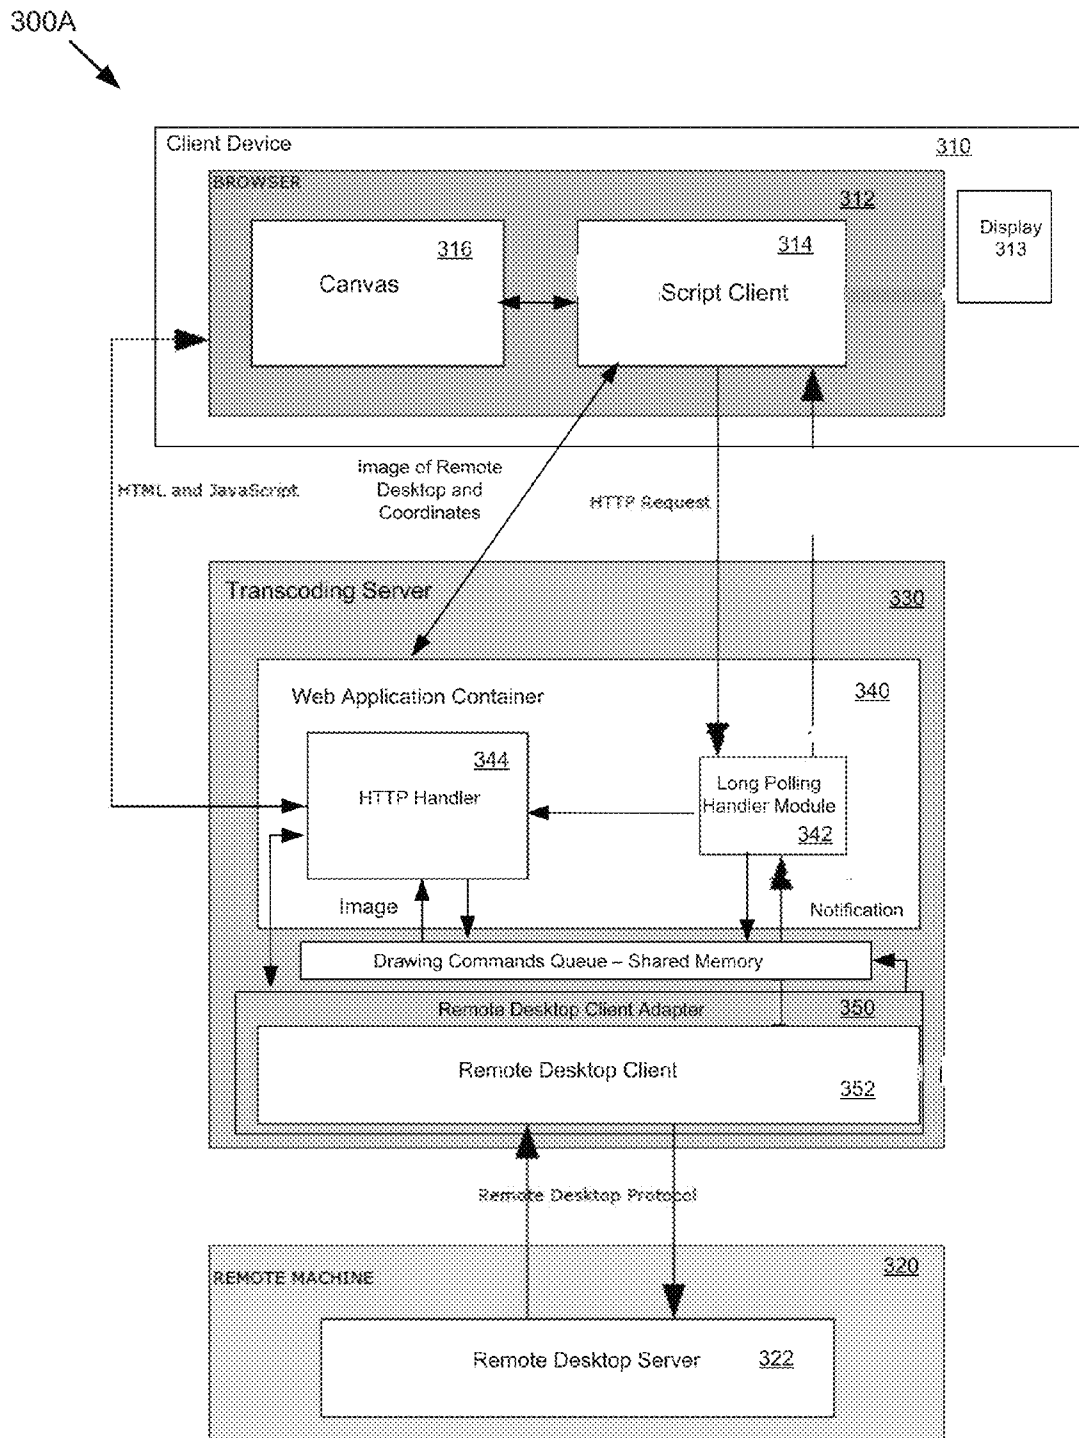 300A
Client Device
310
BROWSER
312
316
Canvas
314
Script Client
Display
313
HTML and JavaScript
Image of Remote
Desktop and
Coordinates
HTTP Request
Transcoding Server
330
Web Application Container
340
344
HTTP Handler
Long Polling
Handler Module
342
Image
Notification
Drawing Commands Queue – Shared Memory
Remote Desktop Client Adapter
350
Remote Desktop Client
352
Remote Desktop Protocol
REMOTE MACHINE
320
Remote Desktop Server
322